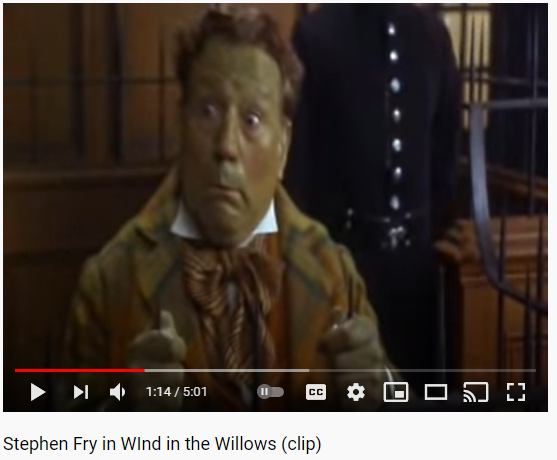 1:14 / 5:01
CC
Stephen Fry in WInd in the Willows (clip)